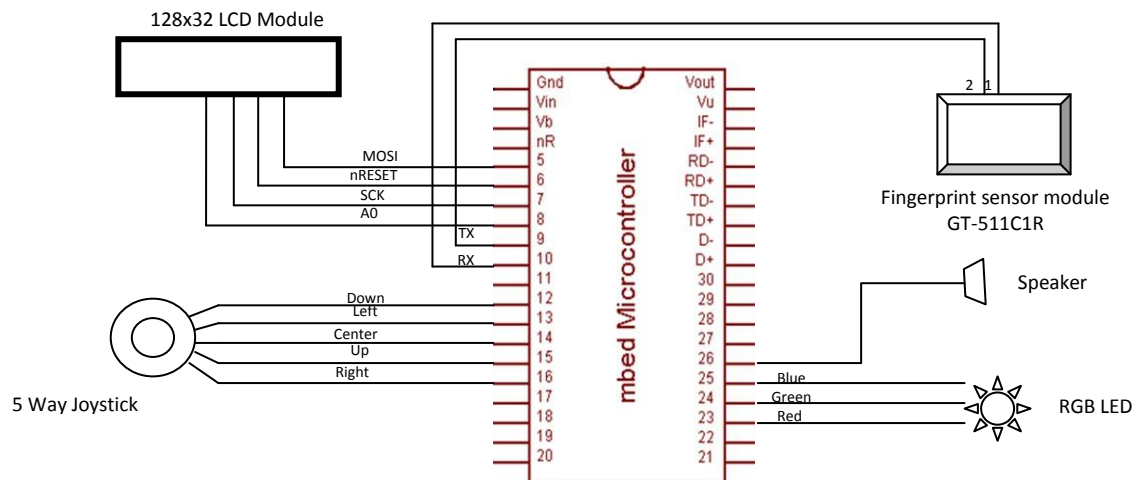 128x32 LCD Module
MOSI
nRESET
SCK
A0
TX
RX
Down
Left
Center
Up
Right
5 Way Joystick
Gnd
Vin
Vb
nR
5
6
7
8
9
10
11
12
13
14
15
16
17
18
19
20
mbed Microcontroller
Vout
Vu
IF-
IF+
RD-
RD+
TD-
TD+
D-
D+
30
29
28
27
26
25
24
23
22
21
2 1
Fingerprint sensor module
GT-511C1R
Speaker
Blue
Green
Red
RGB LED